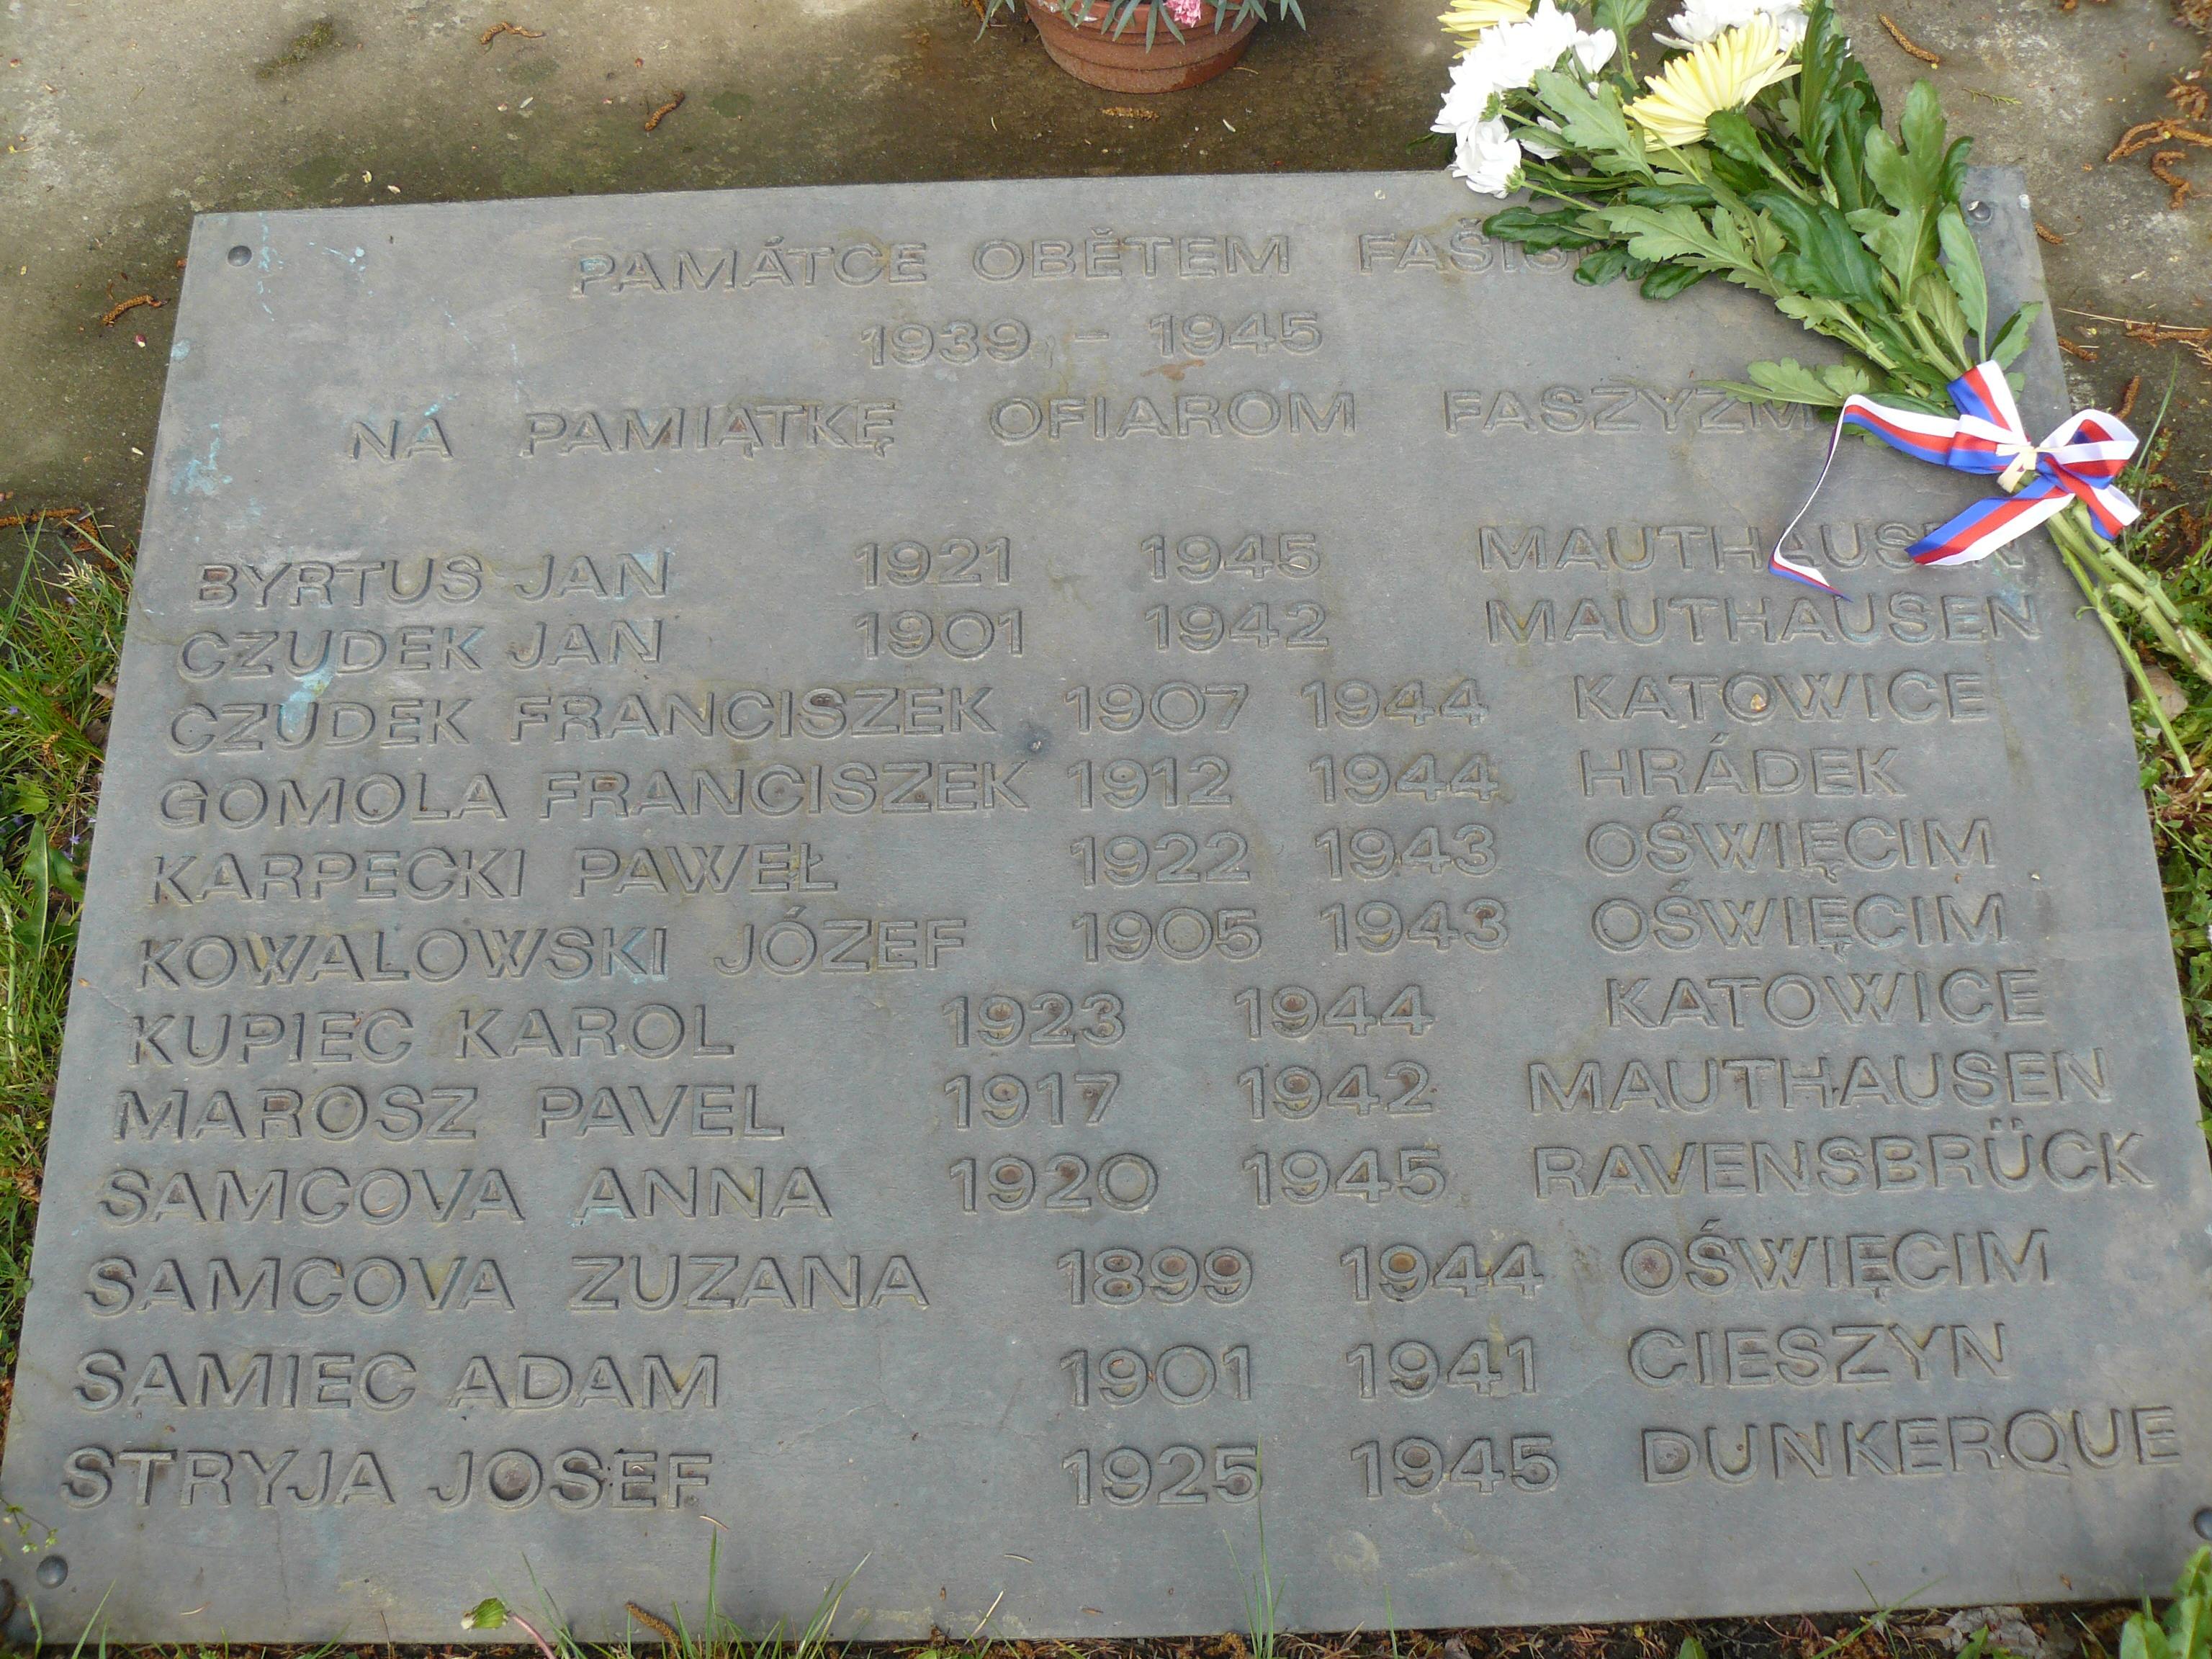 PAMÁTCE OBĚTEM
1939 - 1945
NA PAMIĄTKĘ OFIAROM
BYRTUS JAN 1921 1945 MAUTHAUSEN
CZUDEK JAN 1901 1942 MAUTHAUSEN
CZUDEK FRANCISZEK 1907 1944 KATOWICE
GOMOLA FRANCISZEK 1912 1944 HRÁDEK
KARPECKI PAWEŁ 1922 1943 OŚWIĘCIM
KOWALOWSKI JÓZEF 1905 1943 OŚWIĘCIM
KUPIEC KAROL 1923 1944 KATOWICE
MAROSZ PAVEL 1917 1942 MAUTHAUSEN
SAMCOVA ANNA 1920 1945 RAVENSBRÜCK
SAMCOVA ZUZANA 1899 1944 OŚWIĘCIM
SAMIEC ADAM 1901 1941 CIESZYN
STRYJA JOSEF 1925 1945 DUNKERQUE